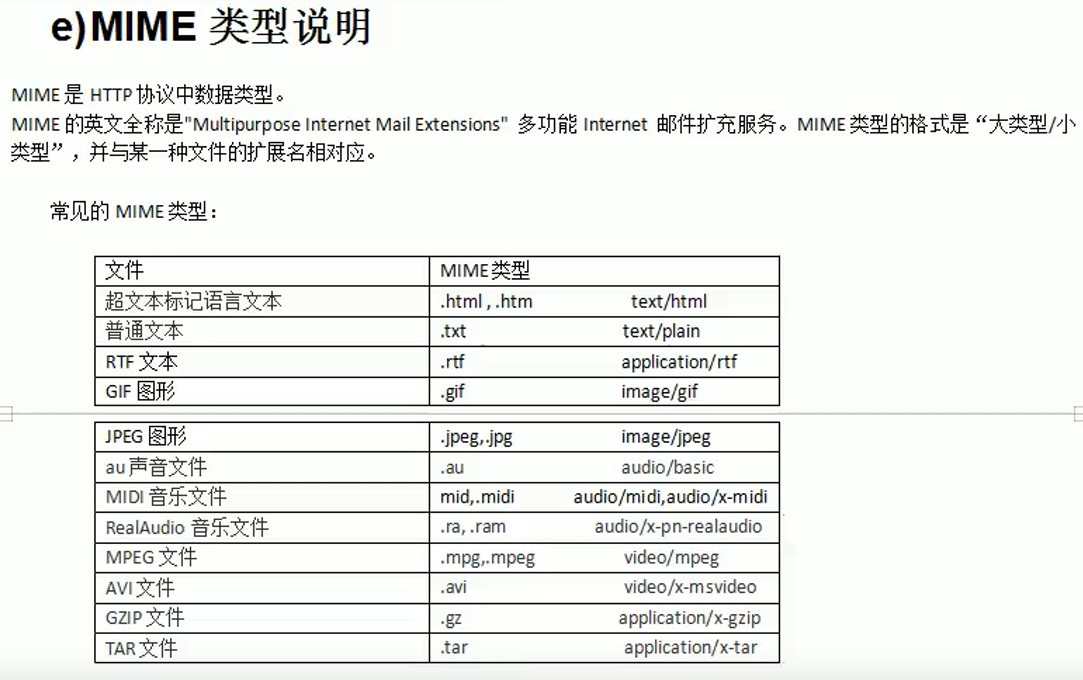 e)MIME 类型说明
MIME 是 HTTP 协议中数据类型。
MIME 的英文全称是"Multipurpose Internet Mail Extensions" 多功能 Internet 邮件扩充服务。MIME 类型的格式是“大类型/小
类型”，并与某一种文件的扩展名相对应。
常见的 MIME 类型：
文件 MIME 类型
超文本标记语言文本 .html , .htm text/html
普通文本 .txt text/plain
RTF 文本 .rtf application/rtf
GIF 图形 .gif image/gif
JPEG 图形 .jpeg,.jpg image/jpeg
au 声音文件 .au audio/basic
MIDI 音乐文件 mid,.midi audio/midi,audio/x-midi
RealAudio 音乐文件 .ra, .ram audio/x-pn-realaudio
MPEG 文件 .mpg,.mpeg video/mpeg
AVI 文件 .avi video/x-msvideo
GZIP 文件 .gz application/x-gzip
TAR 文件 .tar application/x-tar